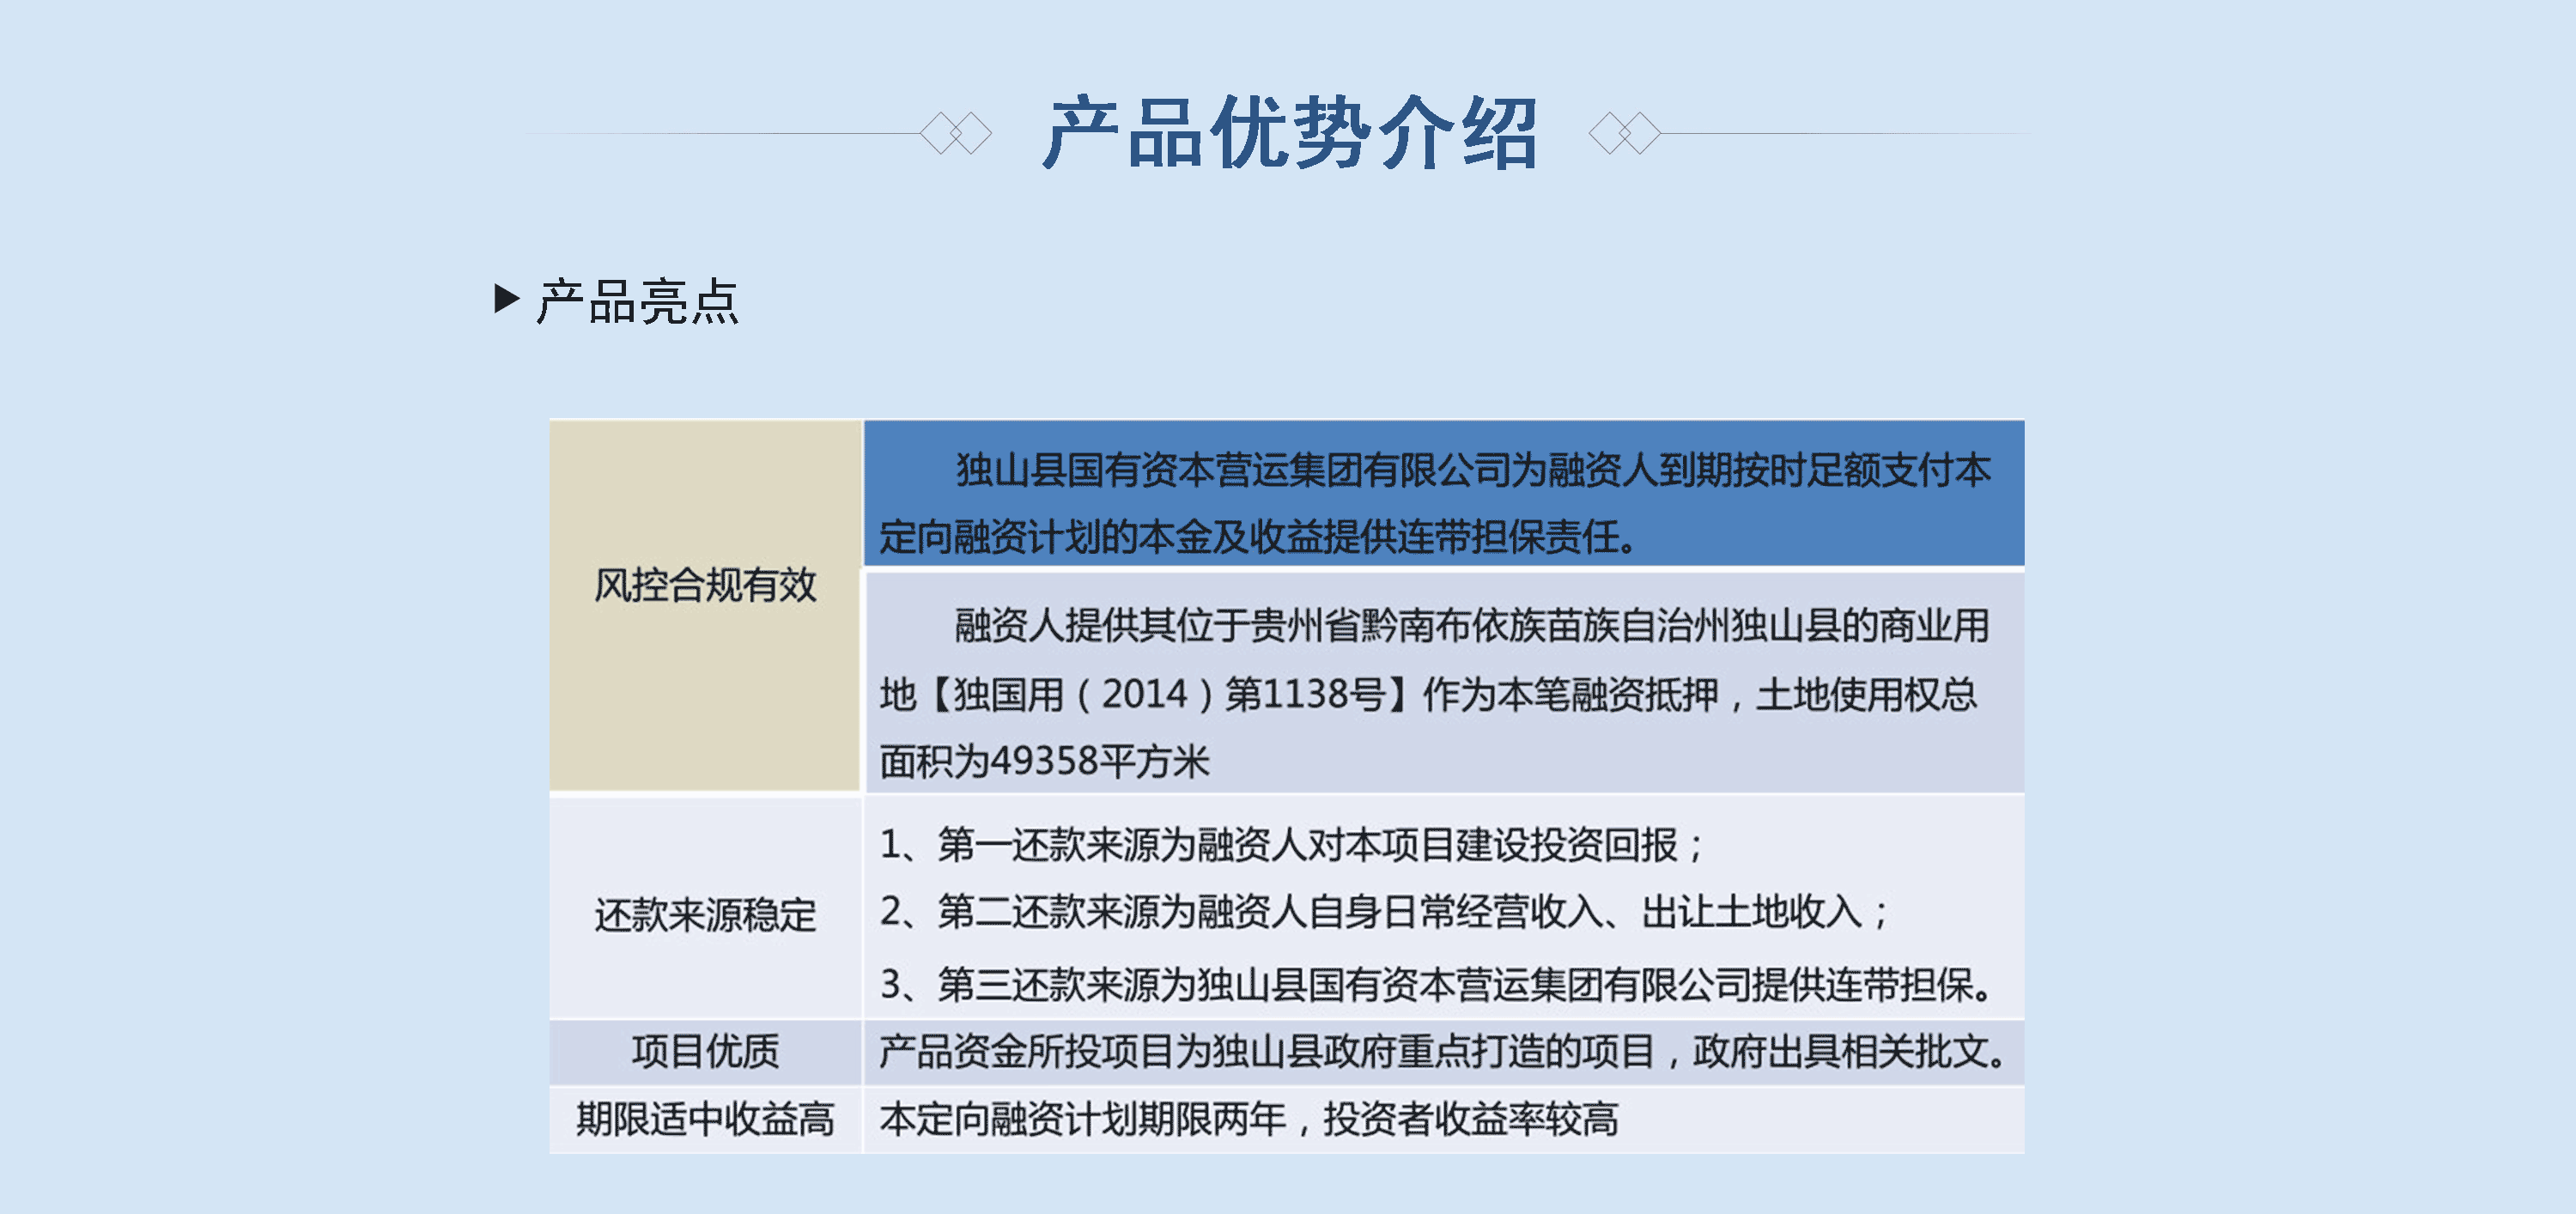 产品优势介绍
产品亮点
风控合规有效
独山县国有资本营运集团有限公司为融资人到期按时足额支付本
定向融资计划的本金及收益提供连带担保责任。
融资人提供其位于贵州省黔南布依族苗族自治州独山县的商业用
地【独国用（2014）第1138号】作为本笔融资抵押，土地使用权总
面积为49358平方米
还款来源稳定
1、第一还款来源为融资人对本项目建设投资回报；
2、第二还款来源为融资人自身日常经营收入、出让土地收入；
3、第三还款来源为独山县国有资本营运集团有限公司提供连带担保。
项目优质
产品资金所投项目为独山县政府重点打造的项目，政府出具相关批文。
期限适中收益高
本定向融资计划期限两年，投资者收益率较高